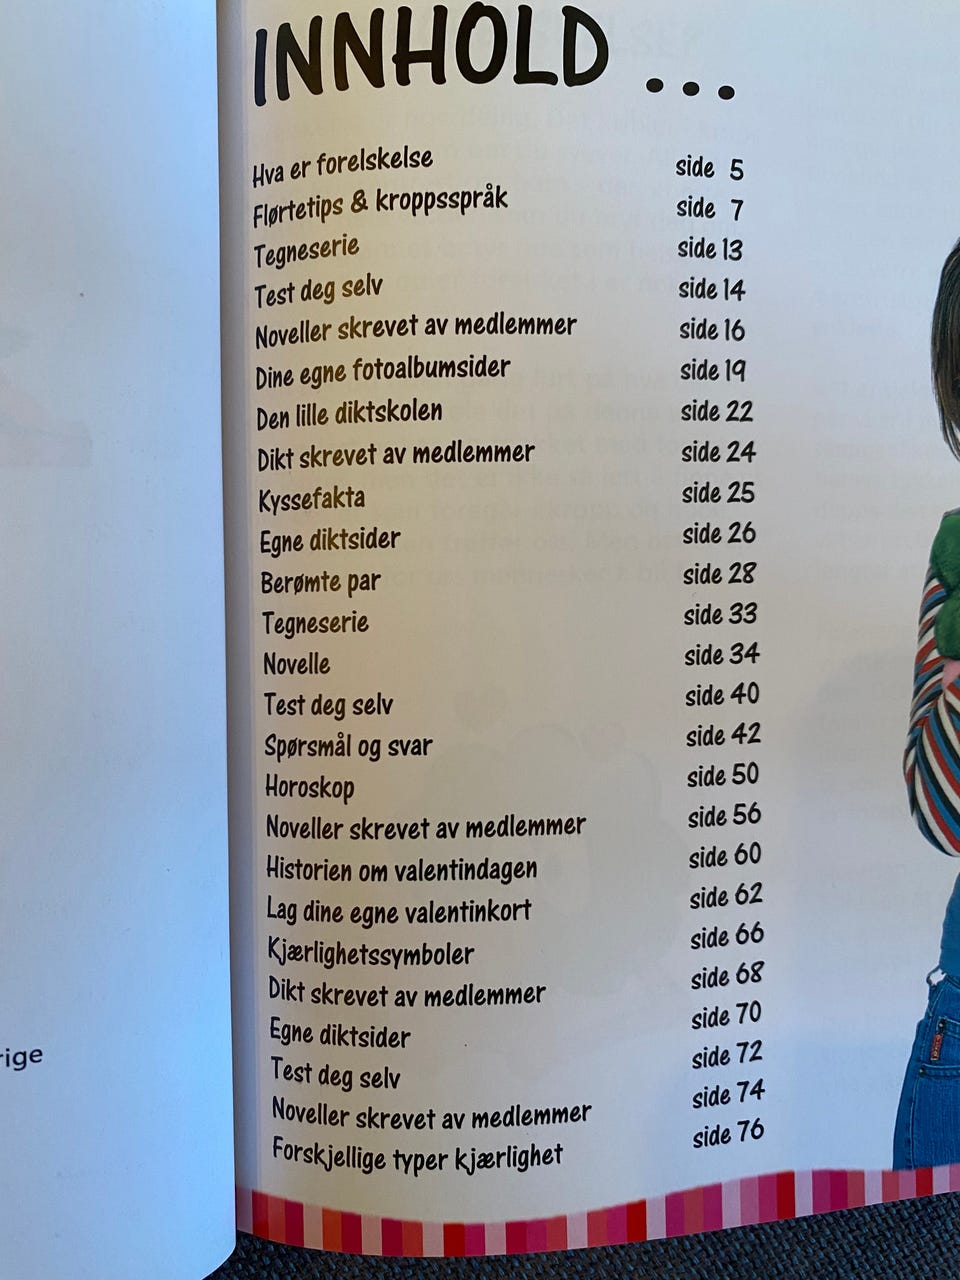 INNHOLD ...
Hva er forelskelse side 5
Flørtetips & kroppsspråk side 7
Tegneserie side 13
Test deg selv side 14
Noveller skrevet av medlemmer side 16
Dine egne fotoalbumsider side 19
Den lille diktskolen side 22
Dikt skrevet av medlemmer side 24
Kyssefakta side 25
Egne diktsider side 26
Berømte par side 28
Tegneserie side 33
Novelle side 34
Test deg selv side 40
Spørsmål og svar side 42
Horoskop side 50
Noveller skrevet av medlemmer side 56
Historien om valentindagen side 60
Lag dine egne valentinkort side 62
Kjærlighetssymboler side 66
Dikt skrevet av medlemmer side 68
Egne diktsider side 70
Test deg selv side 72
Noveller skrevet av medlemmer side 74
Forskjellige typer kjærlighet side 76
rige